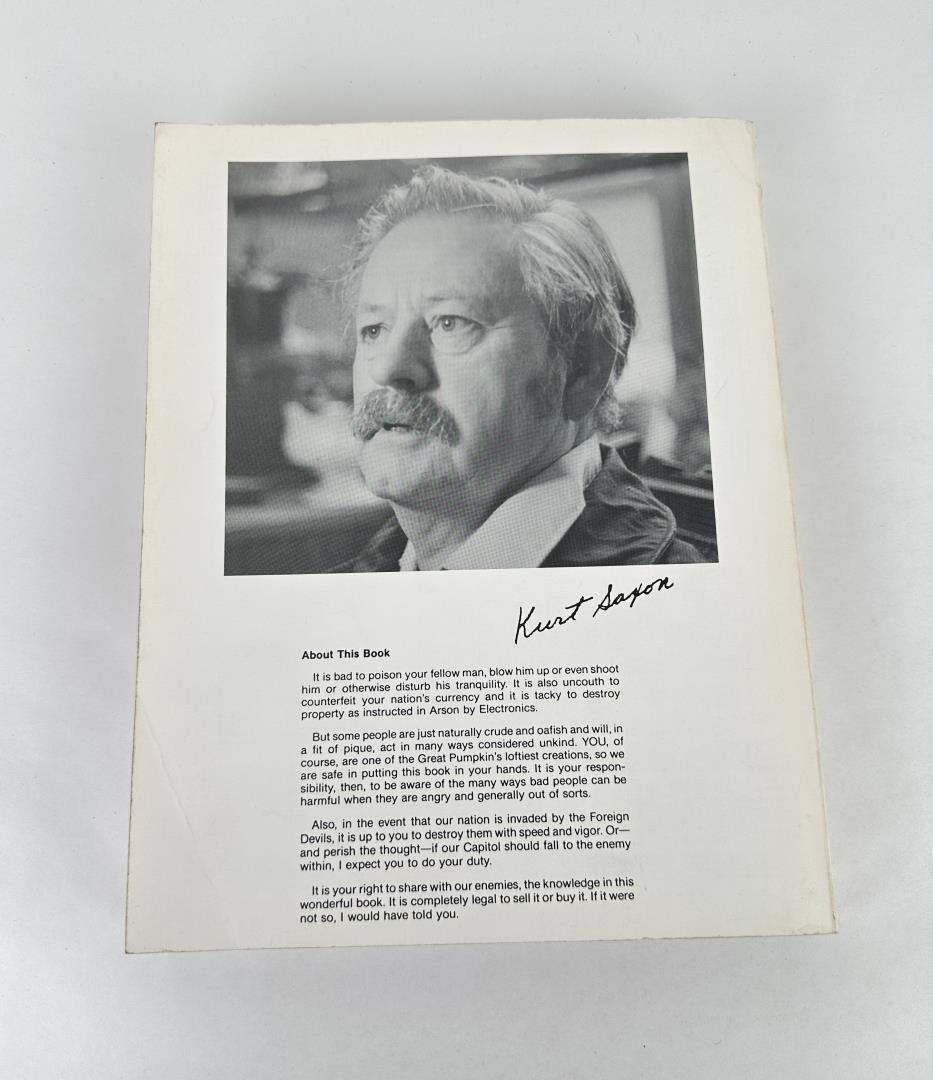 Kurt Saxon
About This Book
It is bad to poison your fellow man, blow him up or even shoot
him or otherwise disturb his tranquility. It is also uncouth to
counterfeit your nation's currency and it is tacky to destroy
property as instructed in Arson by Electronics.
But some people are just naturally crude and oafish and will, in
a fit of pique, act in many ways considered unkind. YOU, of
course, are one of the Great Pumpkin's loftiest creations, so we
are safe in putting this book in your hands. It is your respon-
sibility, then, to be aware of the many ways bad people can be
harmful when they are angry and generally out of sorts.
Also, in the event that our nation is invaded by the Foreign
Devils, it is up to you to destroy them with speed and vigor. Or—
and perish the thought—if our Capitol should fall to the enemy
within, I expect you to do your duty.
It is your right to share with our enemies, the knowledge in this
wonderful book. It is completely legal to sell it or buy it. If it were
not so, I would have told you.